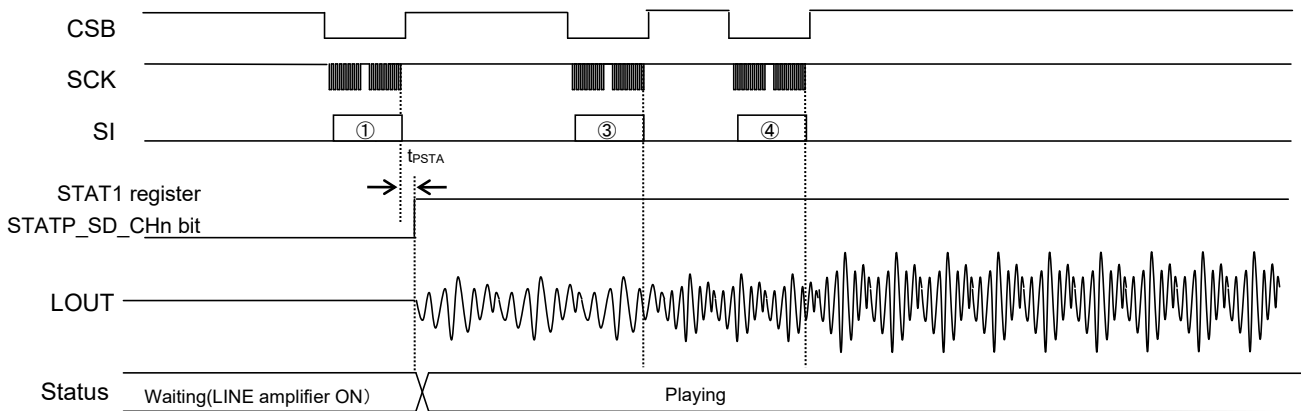 CSB
SCK
SI
①
③
④
tPSTA
STAT1 register
STATP_SD_CHn bit
LOUT
Status
Waiting(LINE amplifier ON）
Playing